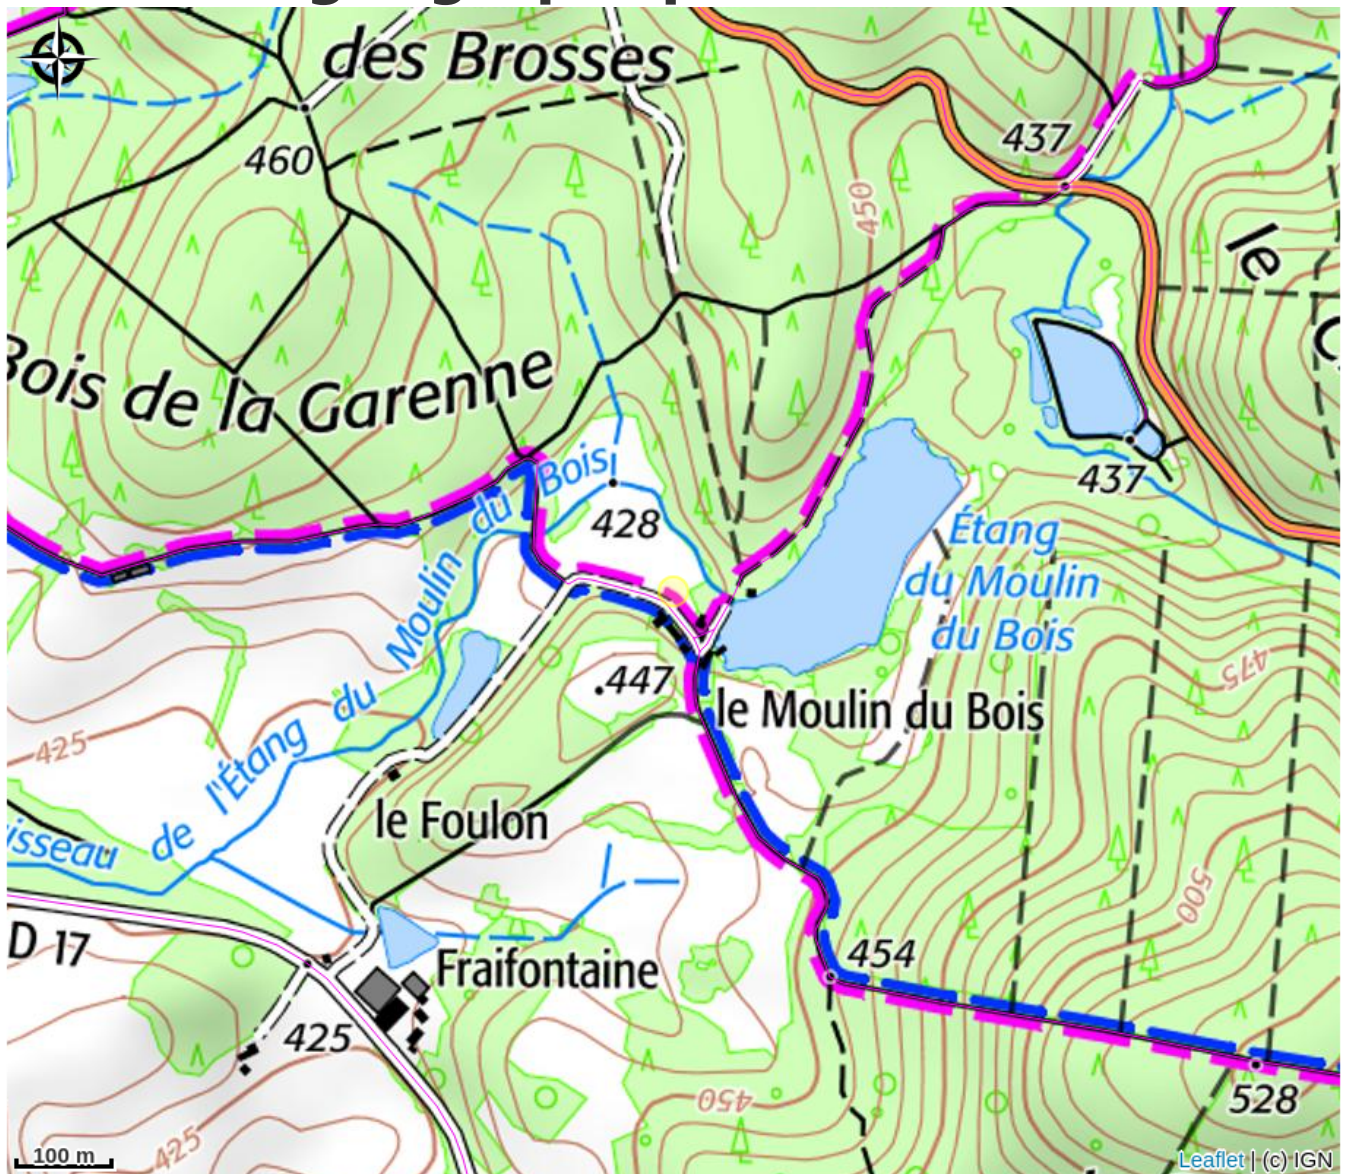 des Brosses
437
460
450
le
Bois de la Garenne
437
du Bois
428
Étang
du Moulin
du Bois
Moulin
447
475
le Moulin du Bois
du
425
l'Étang
le Foulon
de
isseau
500
D 17
454
Fraifontaine
425
450
528
425
100 m
Leaflet | (c) IGN